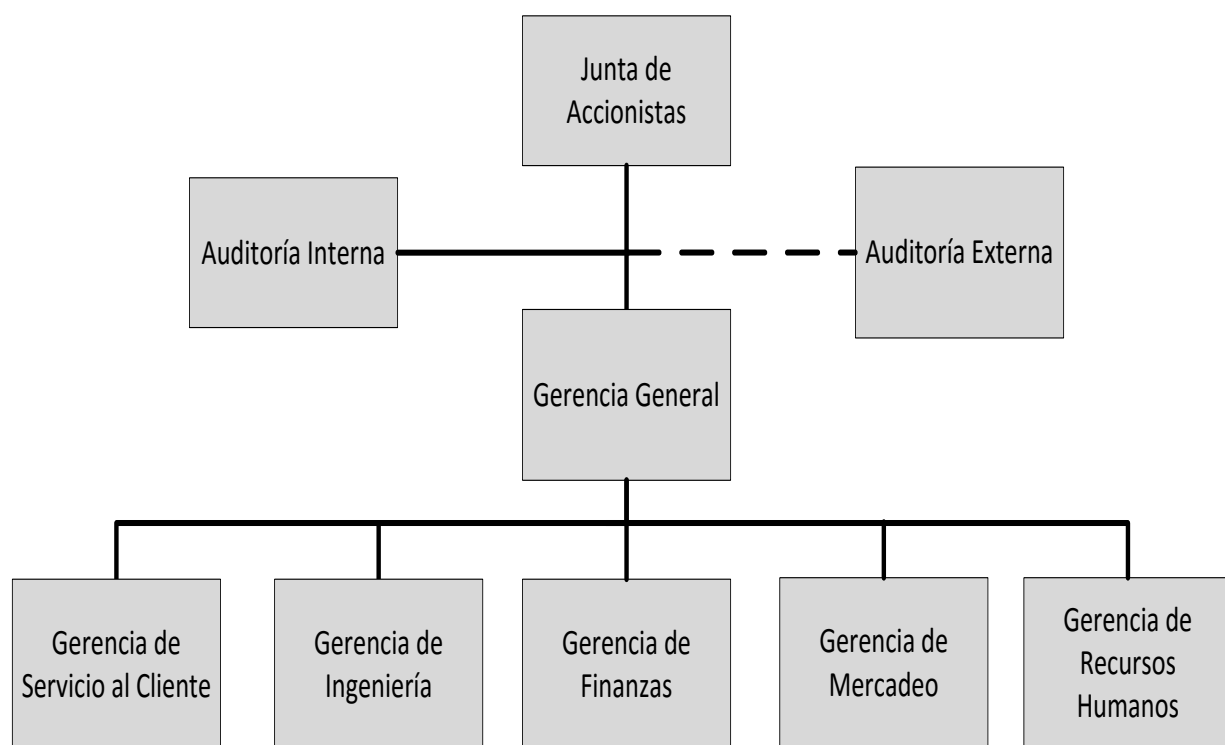 Junta de
Accionistas
Auditoría Interna
Auditoría Externa
Gerencia General
Gerencia de
Servicio al Cliente
Gerencia de
Ingeniería
Gerencia de
Finanzas
Gerencia de
Mercadeo
Gerencia de
Recursos
Humanos